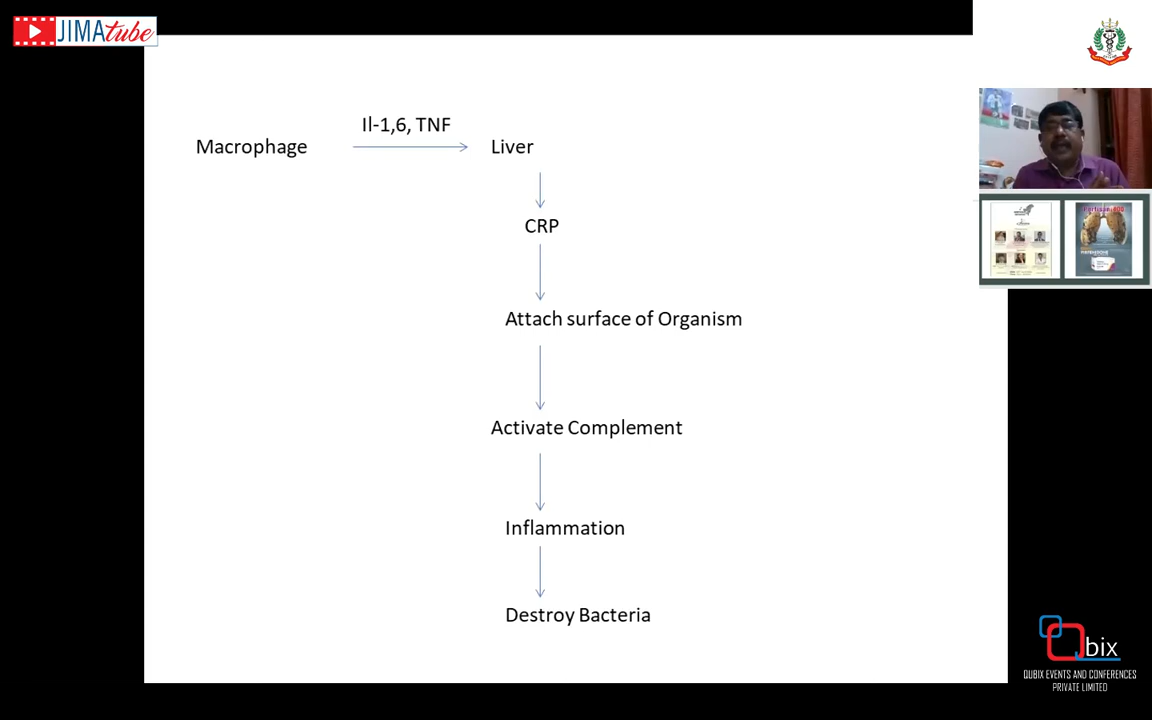 JIMAtube
Il-1,6, TNF
Macrophage
Liver
CRP
Attach surface of Organism
Activate Complement
Inflammation
Destroy Bacteria
Qbix
QUBIX EVENTS AND CONFERENCES
PRIVATE LIMITED